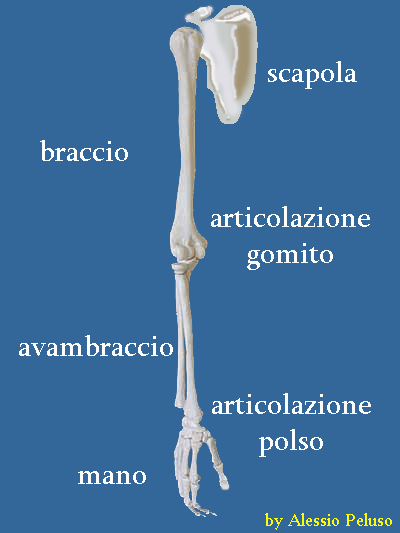 scapola
braccio
articolazione
gomito
avambraccio
articolazione
polso
mano
by Alessio Peluso